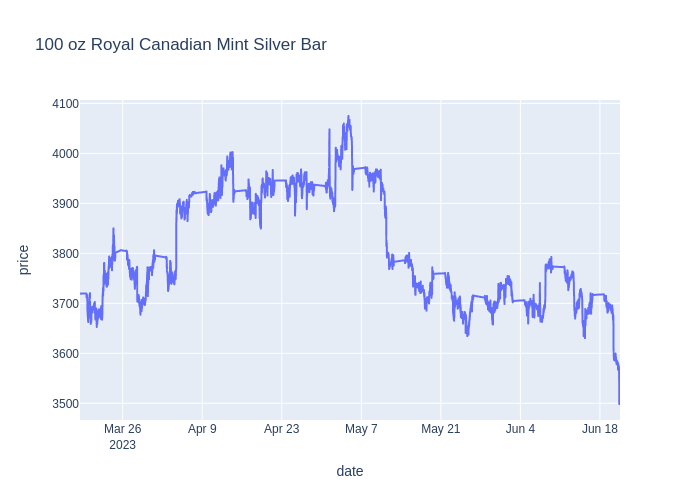 100 oz Royal Canadian Mint Silver Bar
4100
4000
3900
3800
3700
3600
3500
price
Mar 26
2023
Apr 9
Apr 23
May 7
May 21
Jun 4
Jun 18
date